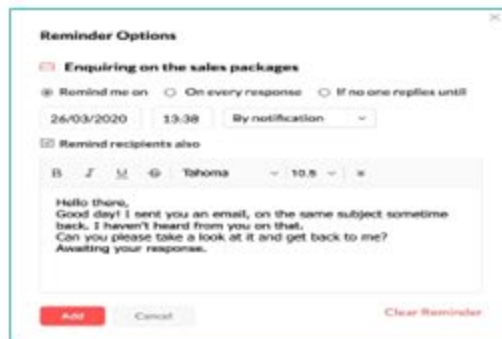 Reminder Options
Enquiring on the sales packages
Remind me on On every response If no one replies until
26/03/2020 13:38 By notification
Remind recipients also
B I U S Tahoma 10.5
Hello there,
Good day! I sent you an email, on the same subject sometime
back. I haven't heard from you on that.
Can you please take a look at it and get back to me?
Awaiting your response.
Add Cancel Clear Reminder